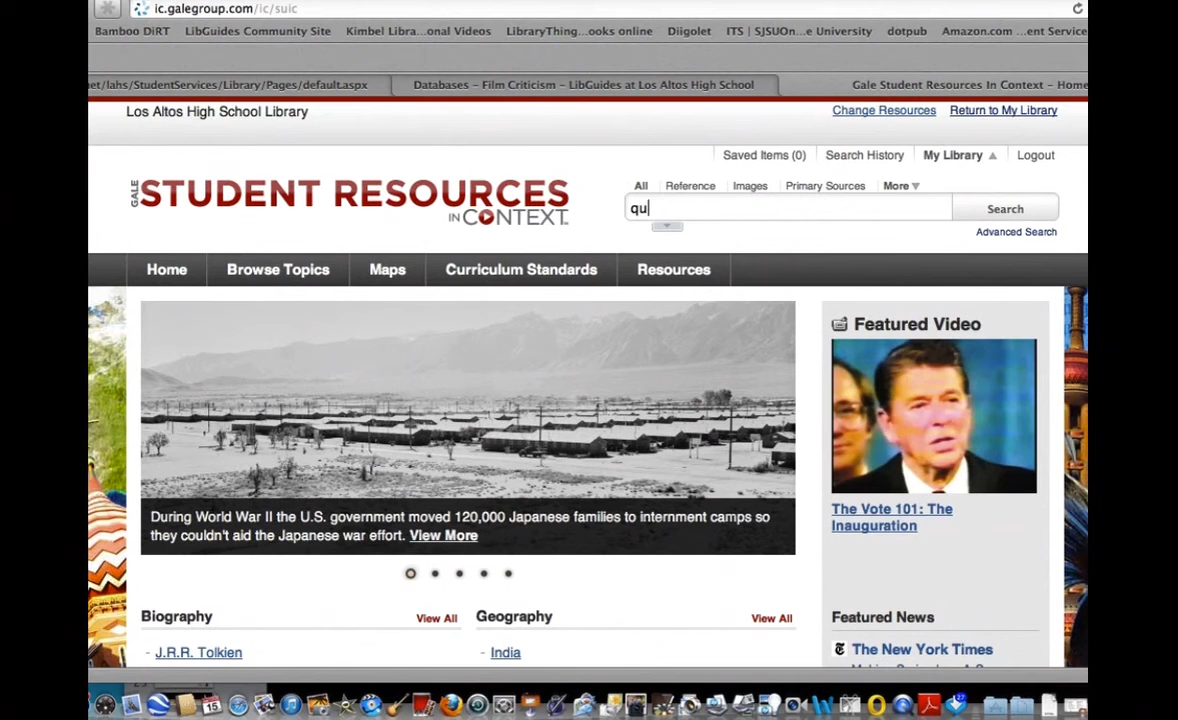 ic.galegroup.com/ic/suic
Bamboo DiRT LibGuides Community Site Kimbel Libra...onal Videos LibraryThing...ooks online Diigolet ITS | SJSUOn...e University dotpub Amazon.com ...ent Service
net/lahs/StudentServices/Library/Pages/default.aspx Databases – Film Criticism – LibGuides at Los Altos High School Gale Student Resources In Context – Home
Los Altos High School Library Change Resources Return to My Library
Saved Items (0) Search History My Library Logout
GALE STUDENT RESOURCES IN CONTEXT
All Reference Images Primary Sources More
qu Search
Advanced Search
Home Browse Topics Maps Curriculum Standards Resources
Featured Video
During World War II the U.S. government moved 120,000 Japanese families to internment camps so
they couldn't aid the Japanese war effort. View More
The Vote 101: The
Inauguration
Biography View All Geography View All
Featured News
- J.R.R. Tolkien - India
The New York Times
15
27